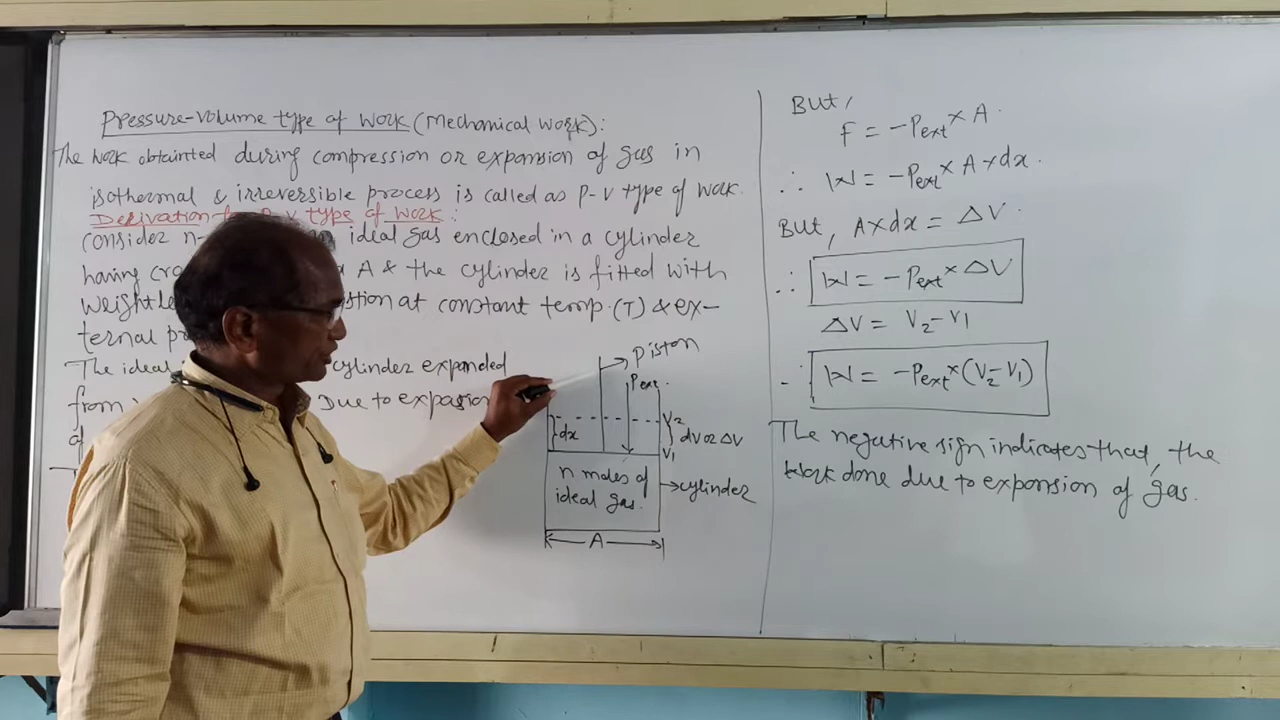 Pressure-volume type of work (Mechanical work):
The work obtainted during compression or expansion of gas in
isothermal & irreversible process is called as P-V type of work.
Derivation for P-V type of work:
Consider n- ideal gas enclosed in a cylinder
having A & the cylinder is fitted with
at constant temp. (T) & ex-
ternal
The ideal cylinder expanded
from Due to expasion
of
Piston
Pext.
V2
dx
dV or ΔV
V1
n moles of
ideal gas.
cylinder
A
But,
F = -Pext × A.
∴ W = -Pext × A × dx.
But, A×dx = ΔV.
∴ W = -Pext × ΔV
ΔV = V2-V1
∴ W = -Pext × (V2-V1)
The negative sign indicates that, the
work done due to expansion of gas.